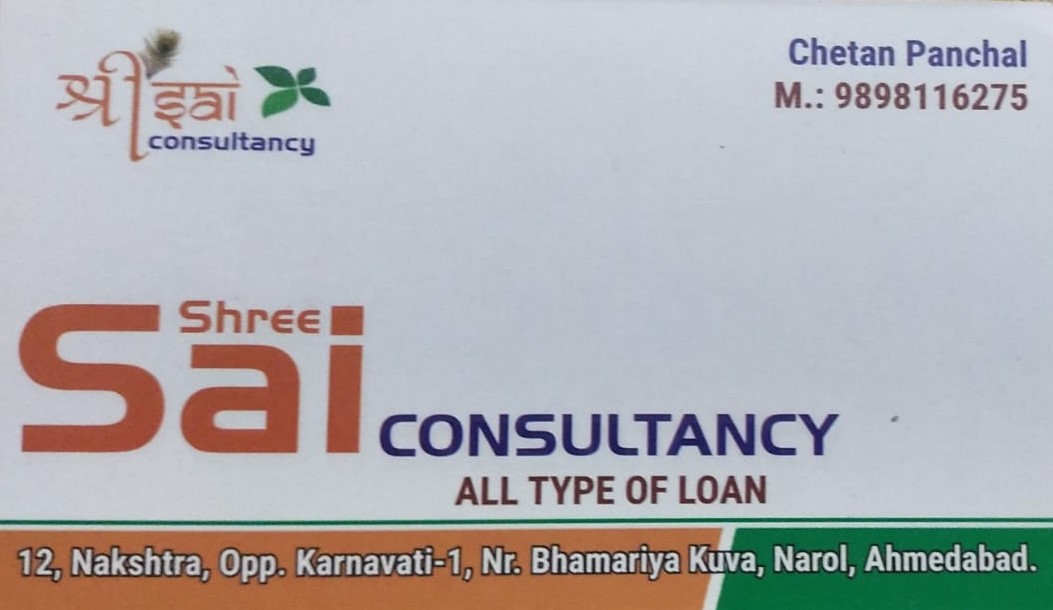 श्री sai
consultancy
Chetan Panchal
M.: 9898116275
Shree
Sai CONSULTANCY
ALL TYPE OF LOAN
12, Nakshtra, Opp. Karnavati-1, Nr. Bhamariya Kuva, Narol, Ahmedabad.